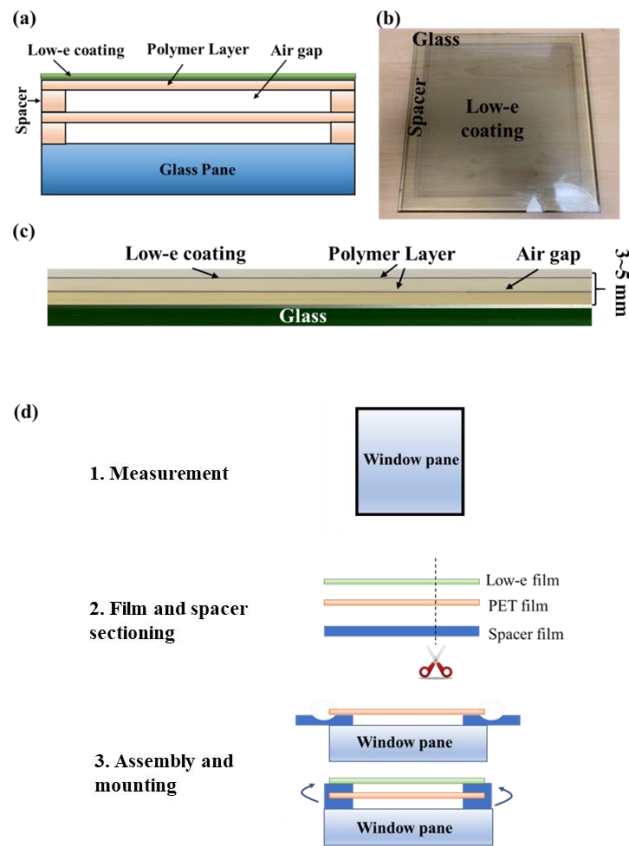 (a)
Low-e coating
Polymer Layer
Air gap
Spacer
Glass Pane
(b)
Glass
Spacer
Low-e
coating
(c)
Low-e coating
Polymer Layer
Air gap
3~5 mm
Glass
(d)
1. Measurement
Window pane
2. Film and spacer
sectioning
Low-e film
PET film
Spacer film
3. Assembly and
mounting
Window pane
Window pane